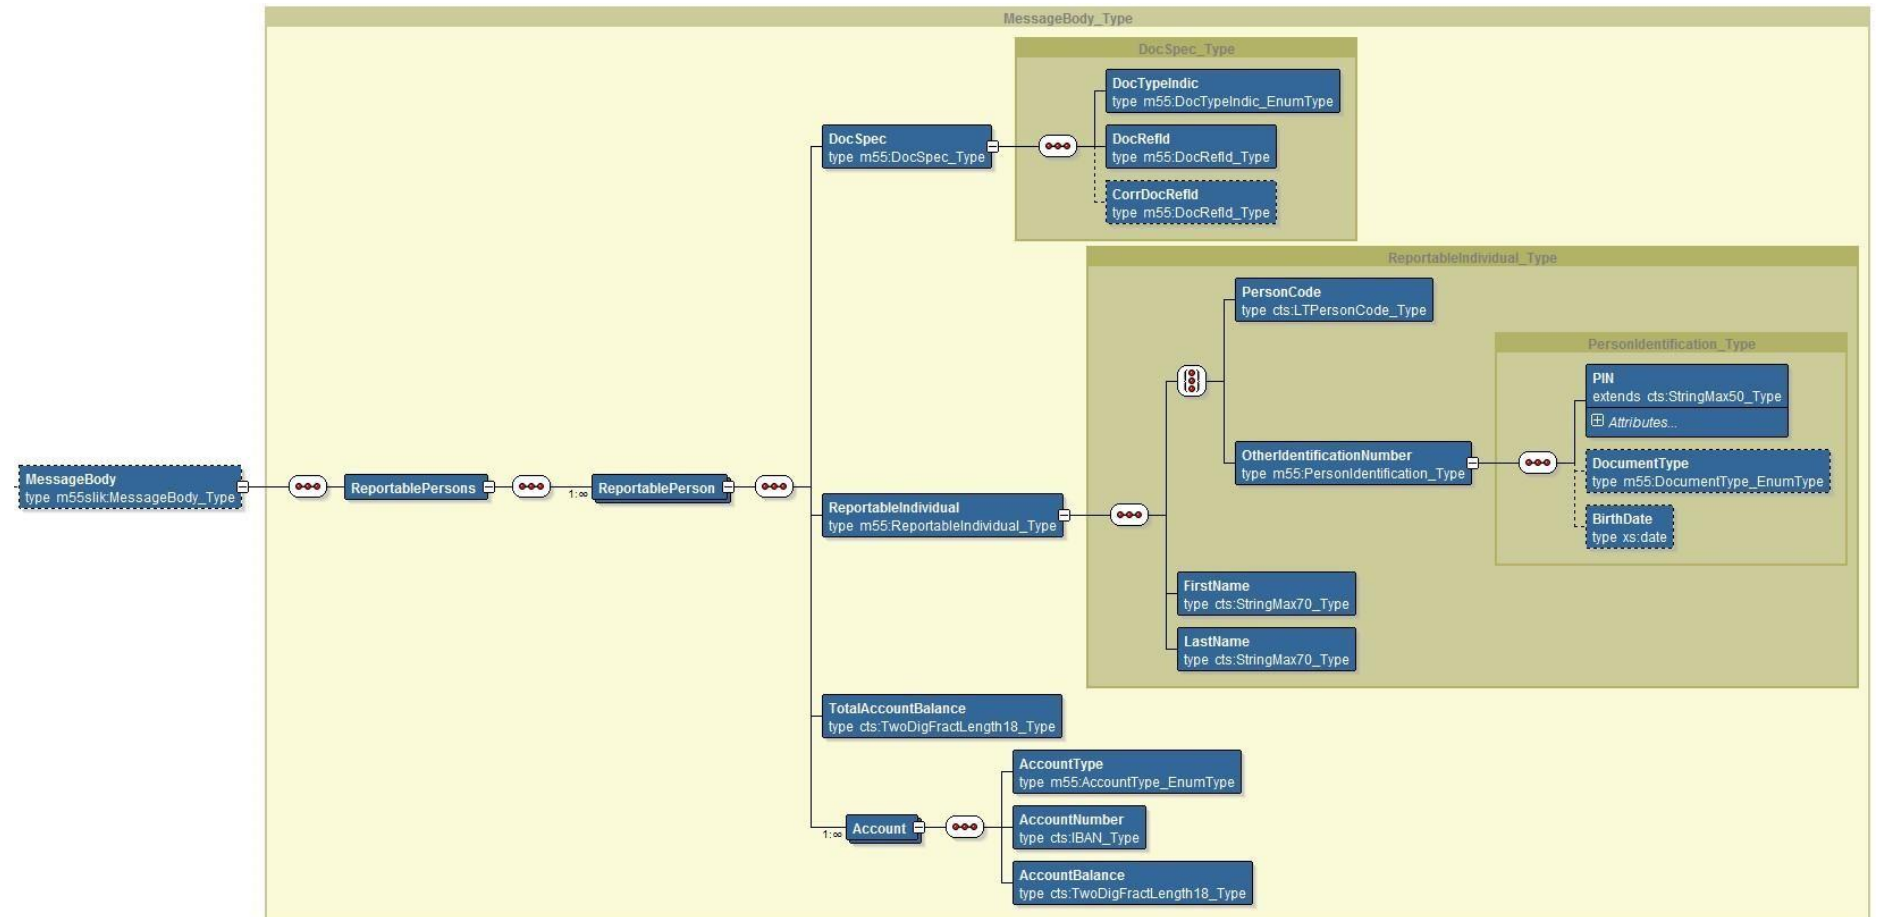 MessageBody_Type
DocSpec_Type
DocTypeIndic
type m55:DocTypeIndic_EnumType
DocSpec
type m55:DocSpec_Type
DocRefId
type m55:DocRefId_Type
CorrDocRefId
type m55:DocRefId_Type
ReportableIndividual_Type
PersonCode
type cts:LTPersonCode_Type
PersonIdentification_Type
PIN
extends cts:StringMax50_Type
Attributes...
OtherIdentificationNumber
type m55:PersonIdentification_Type
DocumentType
type m55:DocumentType_EnumType
BirthDate
type xs:date
MessageBody
type m55slik:MessageBody_Type
ReportablePersons
1:∞
ReportablePerson
ReportableIndividual
type m55:ReportableIndividual_Type
FirstName
type cts:StringMax70_Type
LastName
type cts:StringMax70_Type
TotalAccountBalance
type cts:TwoDigFractLength18_Type
1:∞
Account
AccountType
type m55:AccountType_EnumType
AccountNumber
type cts:IBAN_Type
AccountBalance
type cts:TwoDigFractLength18_Type